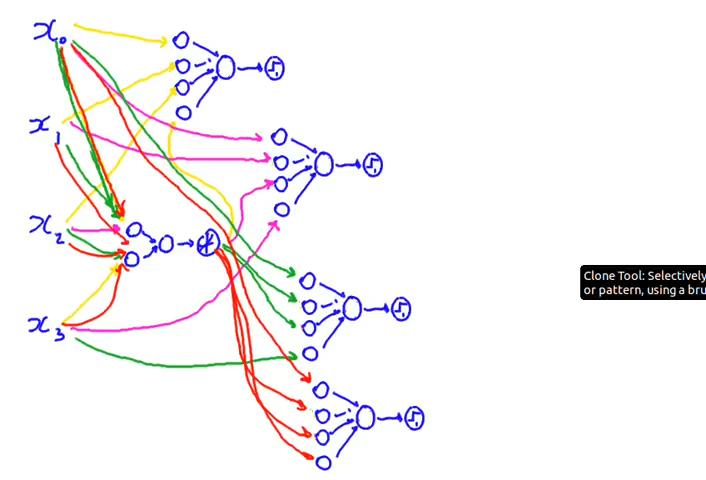 x₀
x₁
x₂
x₃
Clone Tool: Selectively
or pattern, using a bru